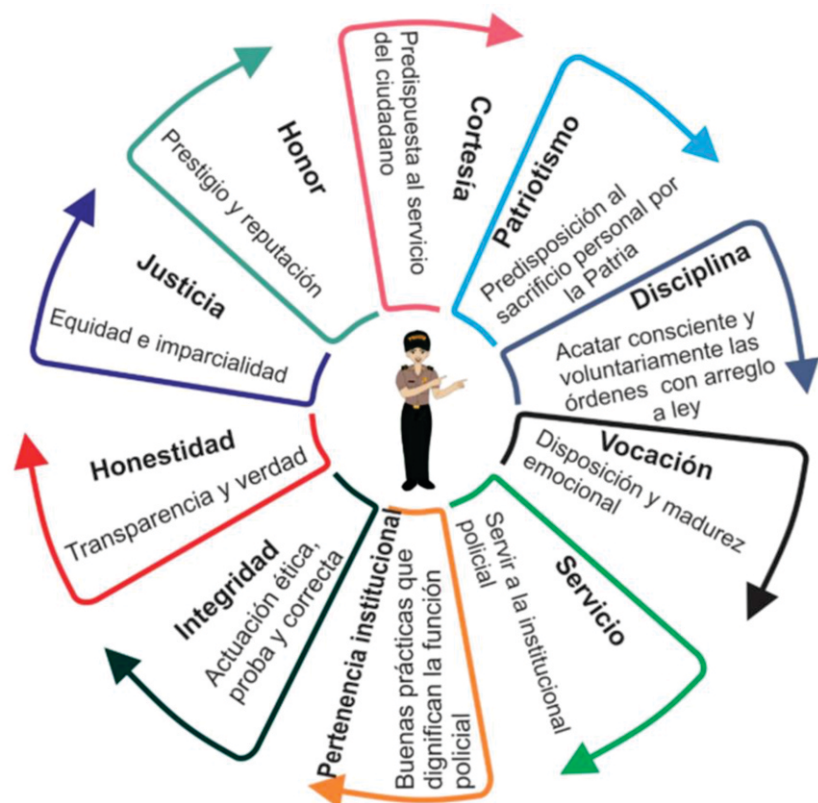 Cortesía
Predispuesta al servicio
del ciudadano
Patriotismo
Predisposición al
sacrificio personal por
la Patria
Disciplina
Acatar consciente y
voluntariamente las
órdenes con arreglo
a ley
Vocación
Disposición y madurez
emocional
Servicio
Servir a la institucional
policial
Pertenencia institucional
Buenas prácticas que
dignifican la función
policial
Integridad
Actuación ética,
proba y correcta
Honestidad
Transparencia y verdad
Justicia
Equidad e imparcialidad
Honor
Prestigio y reputación